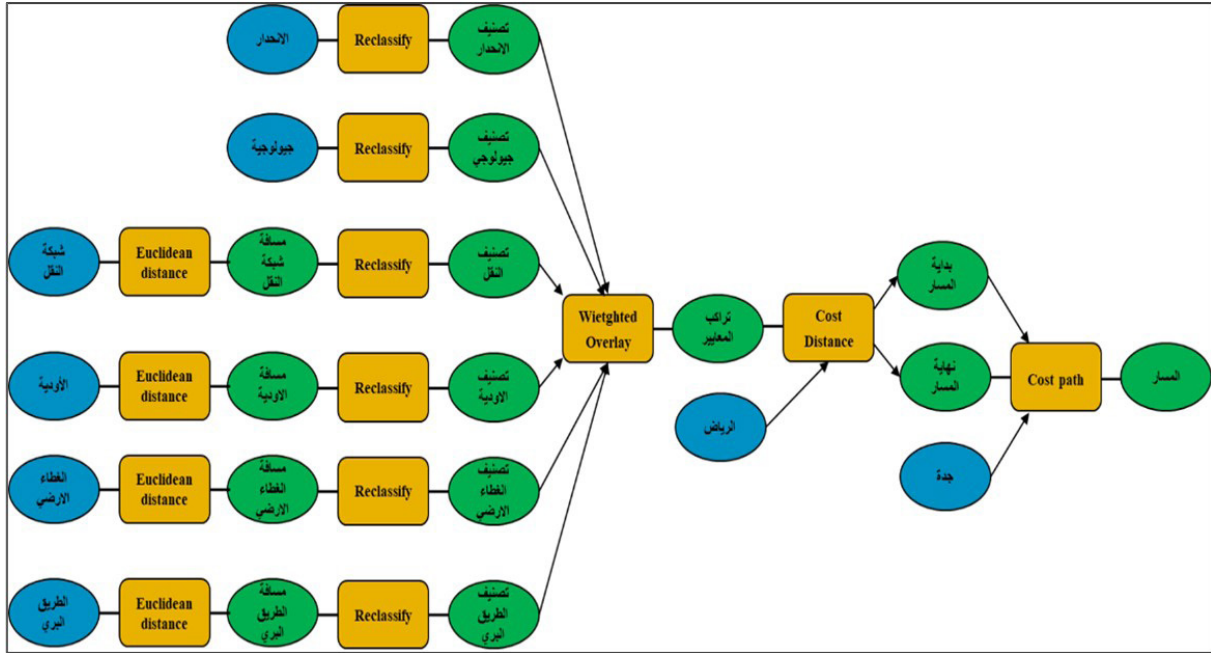 الانحدار
Reclassify
تصنيف
الانحدار
جيولوجية
Reclassify
تصنيف
جيولوجي
شبكة
النقل
Euclidean
distance
مسافة
شبكة
النقل
Reclassify
تصنيف
النقل
الأودية
Euclidean
distance
مسافة
الاودية
Reclassify
تصنيف
الاودية
الغطاء
الارضي
Euclidean
distance
مسافة
الغطاء
الارضي
Reclassify
تصنيف
الغطاء
الارضي
الطريق
البري
Euclidean
distance
مسافة
الطريق
البري
Reclassify
تصنيف
الطريق
البري
Wietghted
Overlay
تراكب
المعايير
الرياض
Cost
Distance
بداية
المسار
نهاية
المسار
جدة
Cost path
المسار